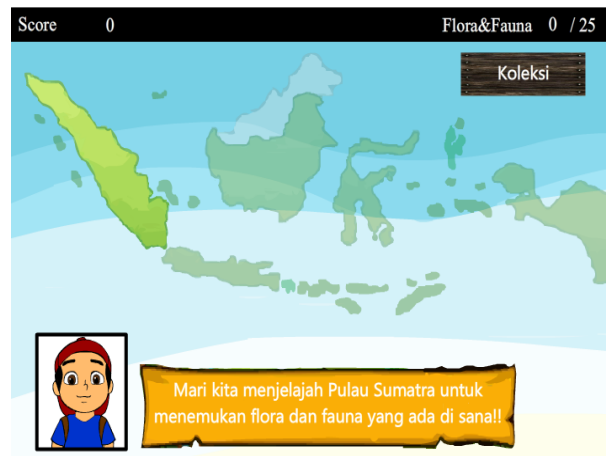 Score 0 Flora&Fauna 0 / 25
Koleksi
Mari kita menjelajah Pulau Sumatra untuk
menemukan flora dan fauna yang ada di sana!!